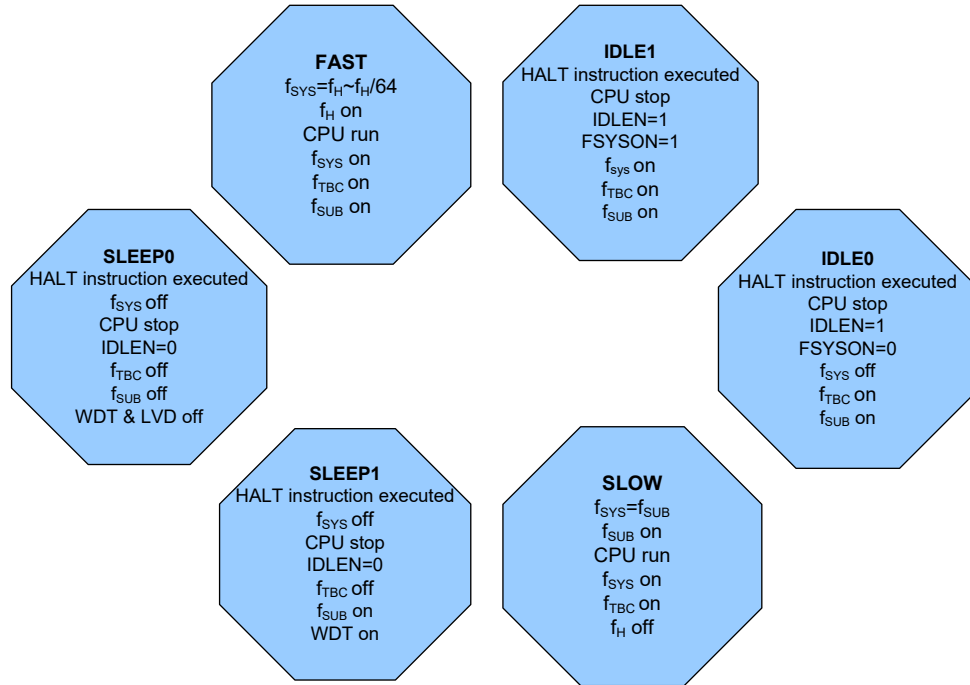 FAST
fSYS=fH~fH/64
fH on
CPU run
fSYS on
fTBC on
fSUB on
IDLE1
HALT instruction executed
CPU stop
IDLEN=1
FSYSON=1
fsys on
fTBC on
fSUB on
SLEEP0
HALT instruction executed
fSYS off
CPU stop
IDLEN=0
fTBC off
fSUB off
WDT & LVD off
IDLE0
HALT instruction executed
CPU stop
IDLEN=1
FSYSON=0
fSYS off
fTBC on
fSUB on
SLEEP1
HALT instruction executed
fSYS off
CPU stop
IDLEN=0
fTBC off
fSUB on
WDT on
SLOW
fSYS=fSUB
fSUB on
CPU run
fSYS on
fTBC on
fH off